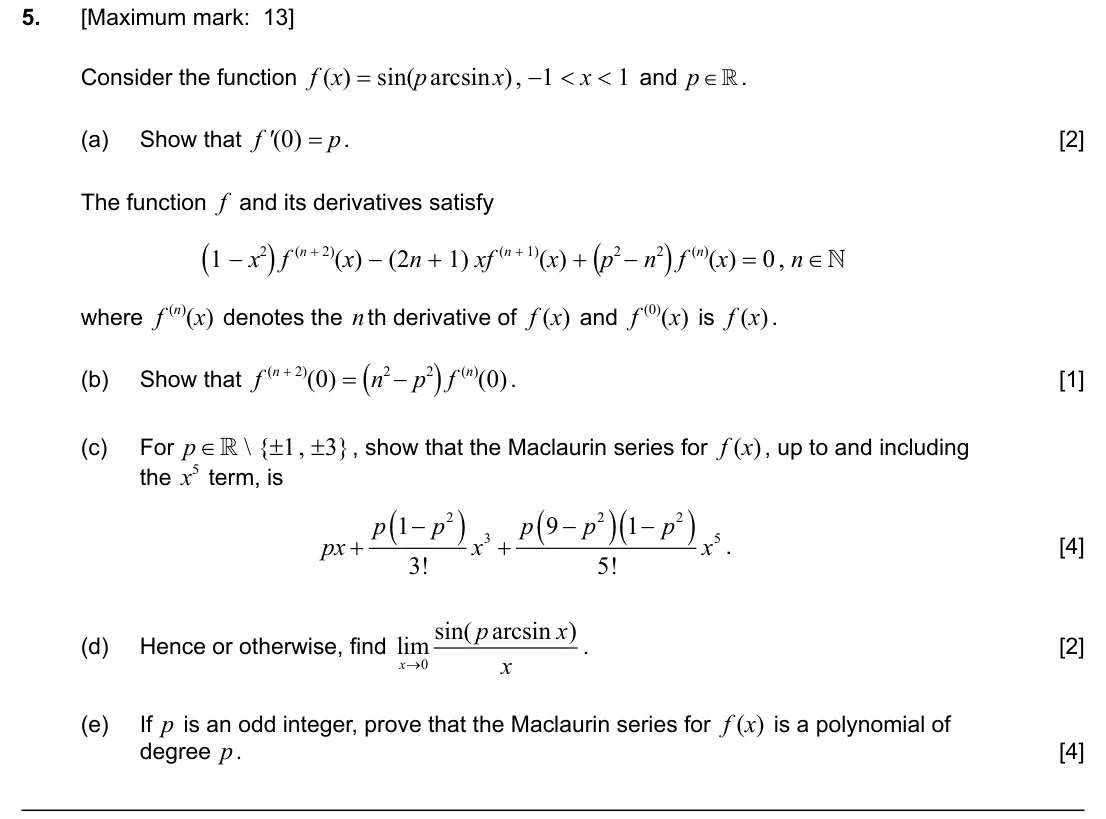 5. [Maximum mark: 13]
Consider the function f(x) = sin(p arcsin x), −1 < x < 1 and p ∈ ℝ.
(a) Show that f′(0) = p. [2]
The function f and its derivatives satisfy
(1 − x²) f⁽ⁿ⁺²⁾(x) − (2n + 1) x f⁽ⁿ⁺¹⁾(x) + (p² − n²) f⁽ⁿ⁾(x) = 0, n ∈ ℕ
where f⁽ⁿ⁾(x) denotes the n th derivative of f(x) and f⁽⁰⁾(x) is f(x).
(b) Show that f⁽ⁿ⁺²⁾(0) = (n² − p²) f⁽ⁿ⁾(0). [1]
(c) For p ∈ ℝ \ {±1, ±3}, show that the Maclaurin series for f(x), up to and including
the x⁵ term, is
px + p(1 − p²)/3! x³ + p(9 − p²)(1 − p²)/5! x⁵. [4]
(d) Hence or otherwise, find lim x→0 sin(p arcsin x)/x. [2]
(e) If p is an odd integer, prove that the Maclaurin series for f(x) is a polynomial of
degree p. [4]